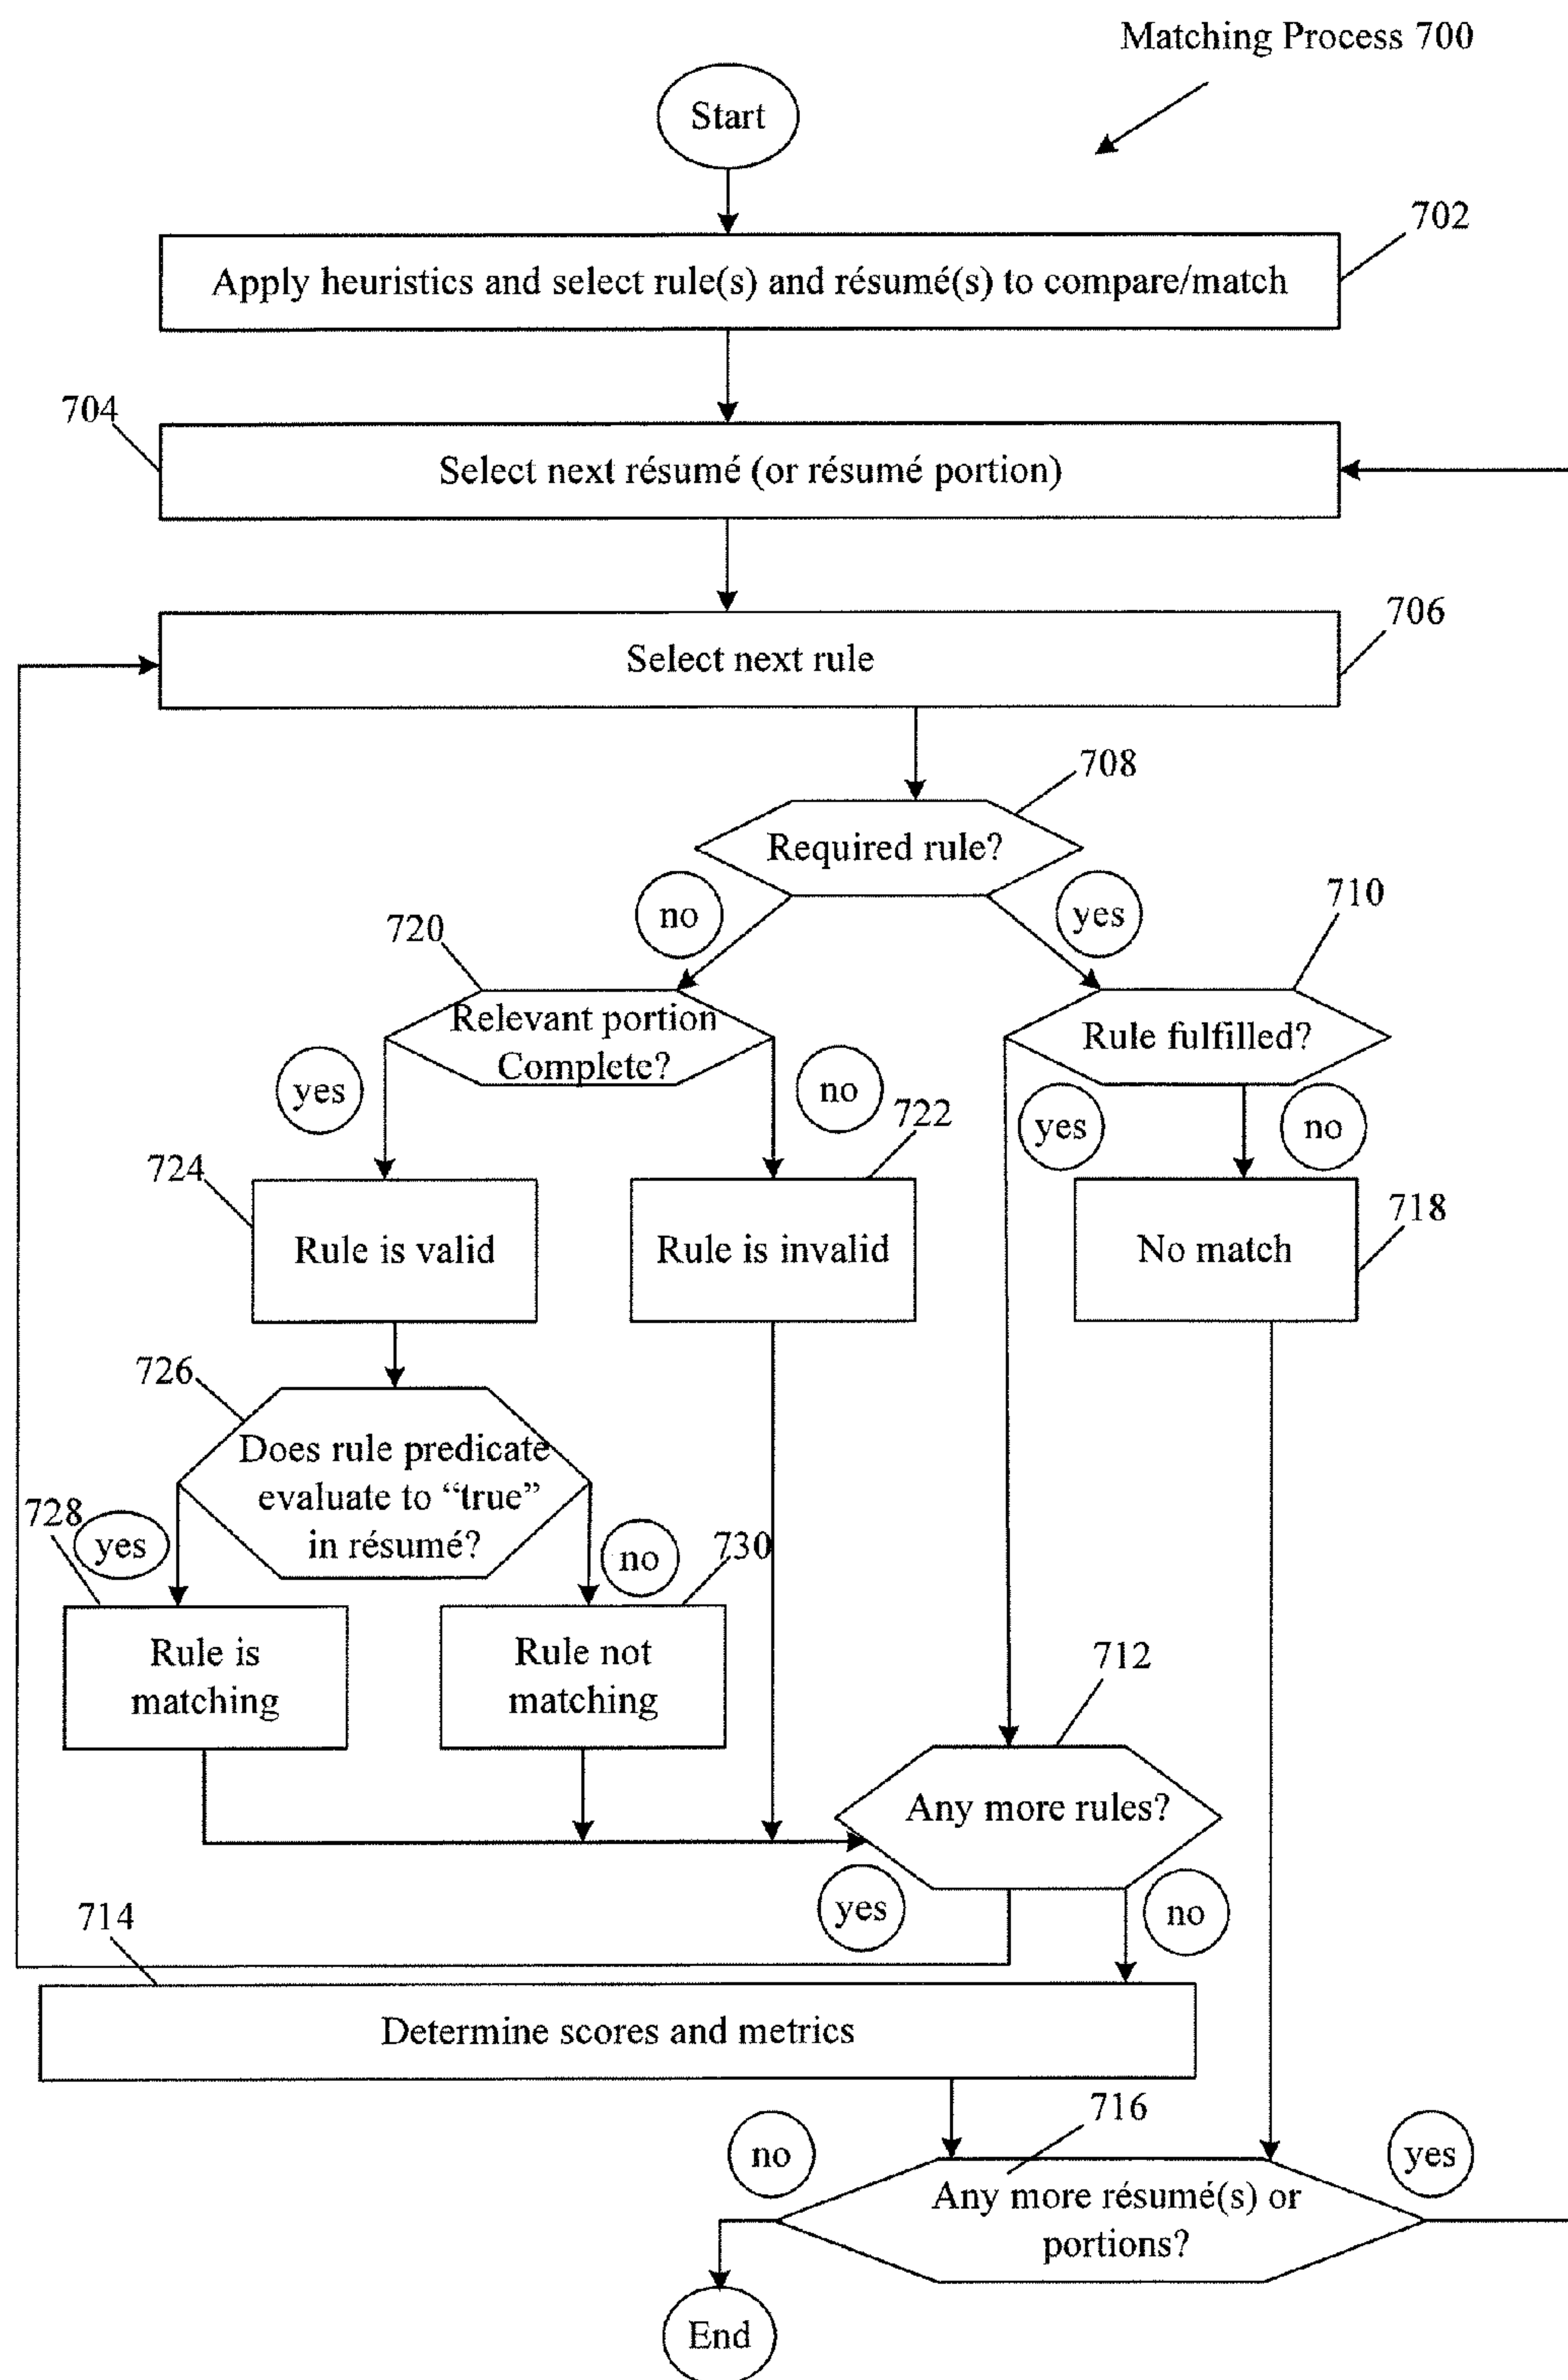 Matching Process 700
Start
702
Apply heuristics and select rule(s) and résumé(s) to compare/match
704
Select next résumé (or résumé portion)
706
Select next rule
708
Required rule?
no
yes
720
710
Relevant portion
Complete?
Rule fulfilled?
yes
no
722
yes
no
724
718
Rule is valid
Rule is invalid
No match
726
Does rule predicate
evaluate to “true”
in résumé?
728
yes
no
730
Rule is
matching
Rule not
matching
712
Any more rules?
yes
no
714
Determine scores and metrics
716
no
yes
Any more résumé(s) or
portions?
End